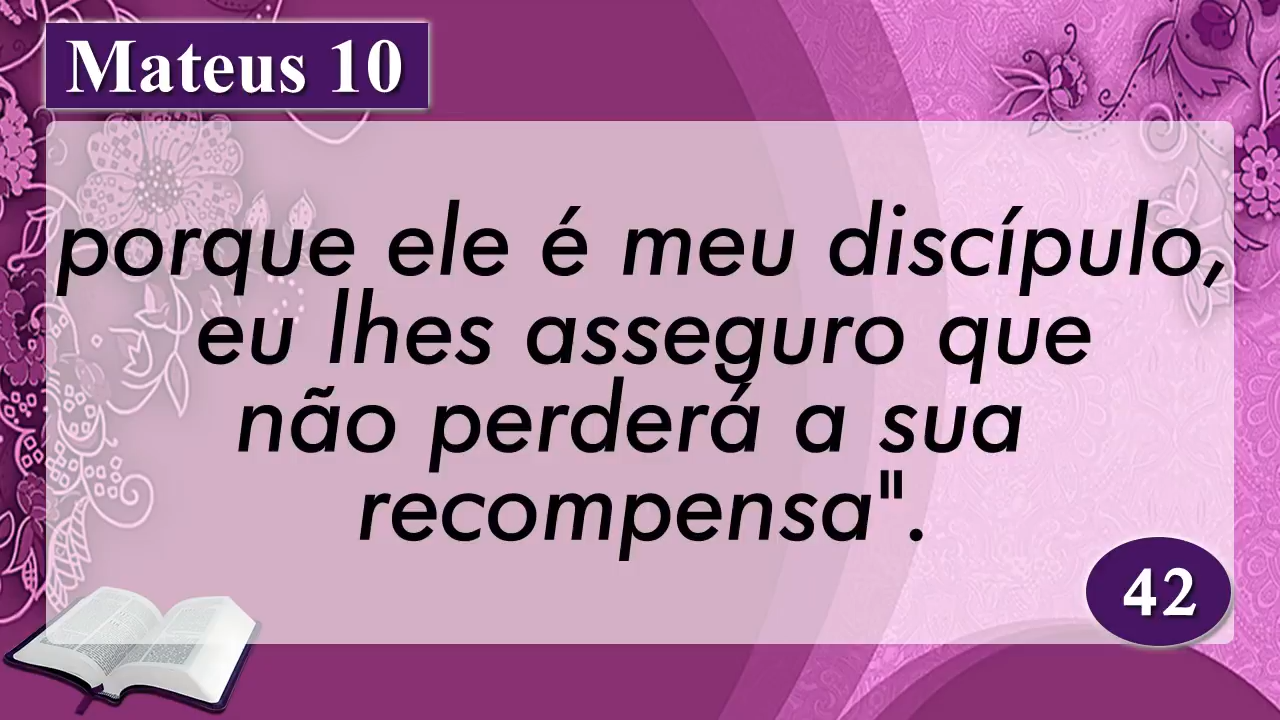 Mateus 10
porque ele é meu discípulo,
eu lhes asseguro que
não perderá a sua
recompensa".
42